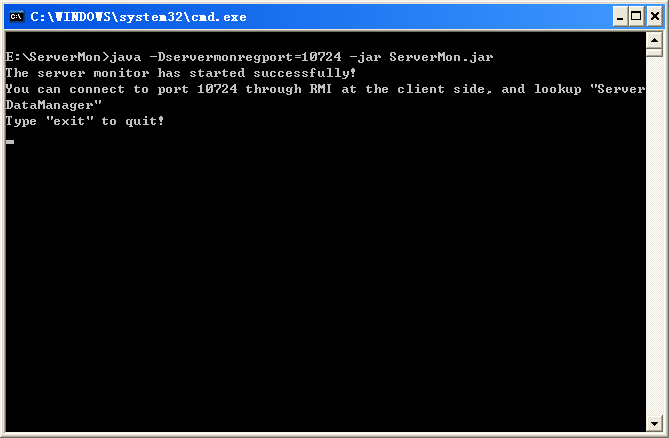 C:\WINDOWS\system32\cmd.exe
E:\ServerMon>java -Dservermonregport=10724 -jar ServerMon.jar
The server monitor has started successfully!
You can connect to port 10724 through RMI at the client side, and lookup "Server
DataManager"
Type "exit" to quit!